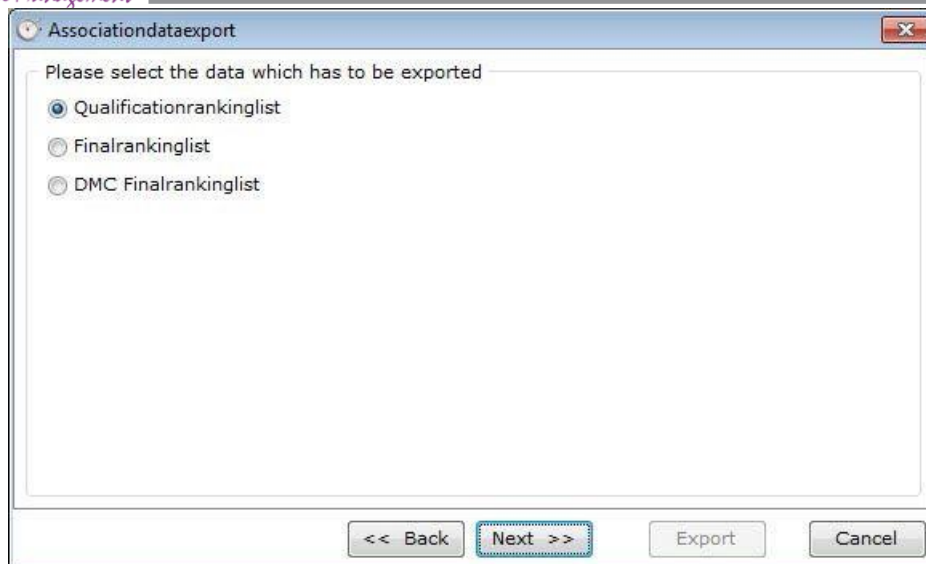 Associationdataexport
Please select the data which has to be exported
Qualificationrankinglist
Finalrankinglist
DMC Finalrankinglist
<< Back Next >> Export Cancel